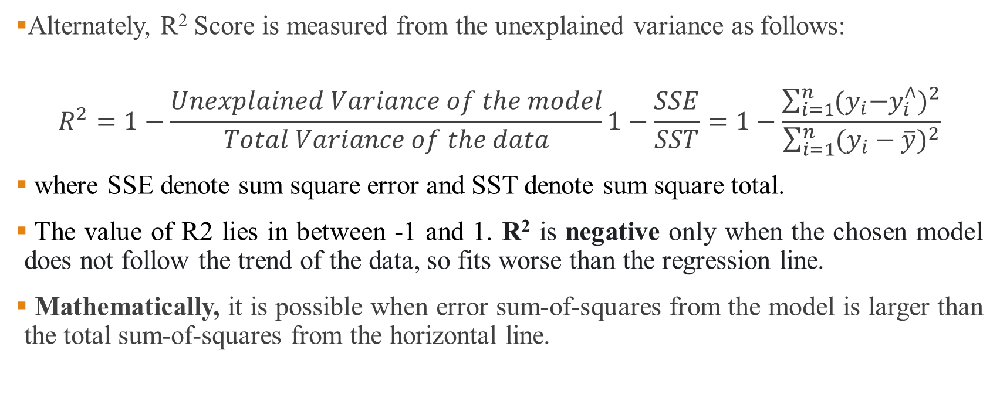 ▪Alternately, R² Score is measured from the unexplained variance as follows:
R² = 1 − \frac{Unexplained Variance of the model}{Total Variance of the data} 1 − \frac{SSE}{SST} = 1 − \frac{\sum_{i=1}^{n}(y_i − y_i^∧)^2}{\sum_{i=1}^{n}(y_i − \bar{y})^2}
▪ where SSE denote sum square error and SST denote sum square total.
▪ The value of R2 lies in between -1 and 1. R² is negative only when the chosen model
does not follow the trend of the data, so fits worse than the regression line.
▪ Mathematically, it is possible when error sum-of-squares from the model is larger than
the total sum-of-squares from the horizontal line.